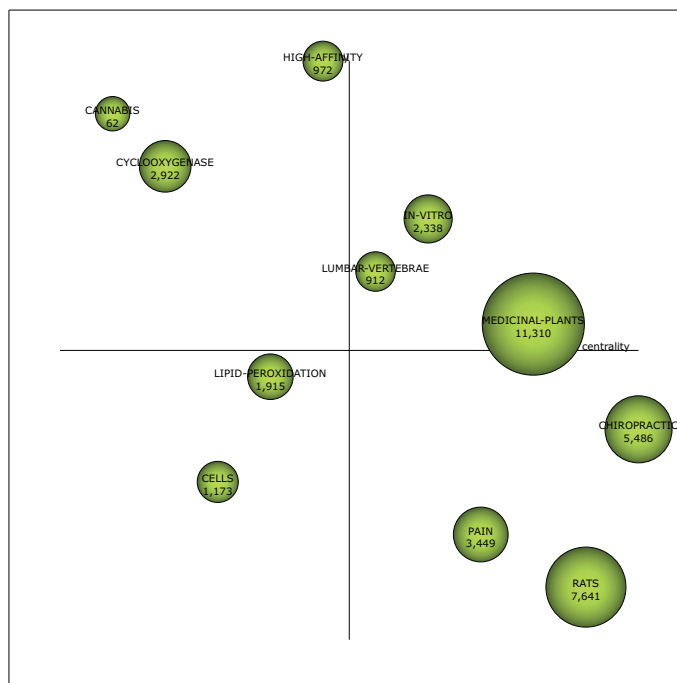 HIGH-AFFINITY
972
CANNABIS
62
CYCLOOXYGENASE
2,922
IN-VITRO
2,338
LUMBAR-VERTEBRAE
912
MEDICINAL-PLANTS
11,310
centrality
LIPID-PEROXIDATION
1,915
CHIROPRACTIC
5,486
CELLS
1,173
PAIN
3,449
RATS
7,641